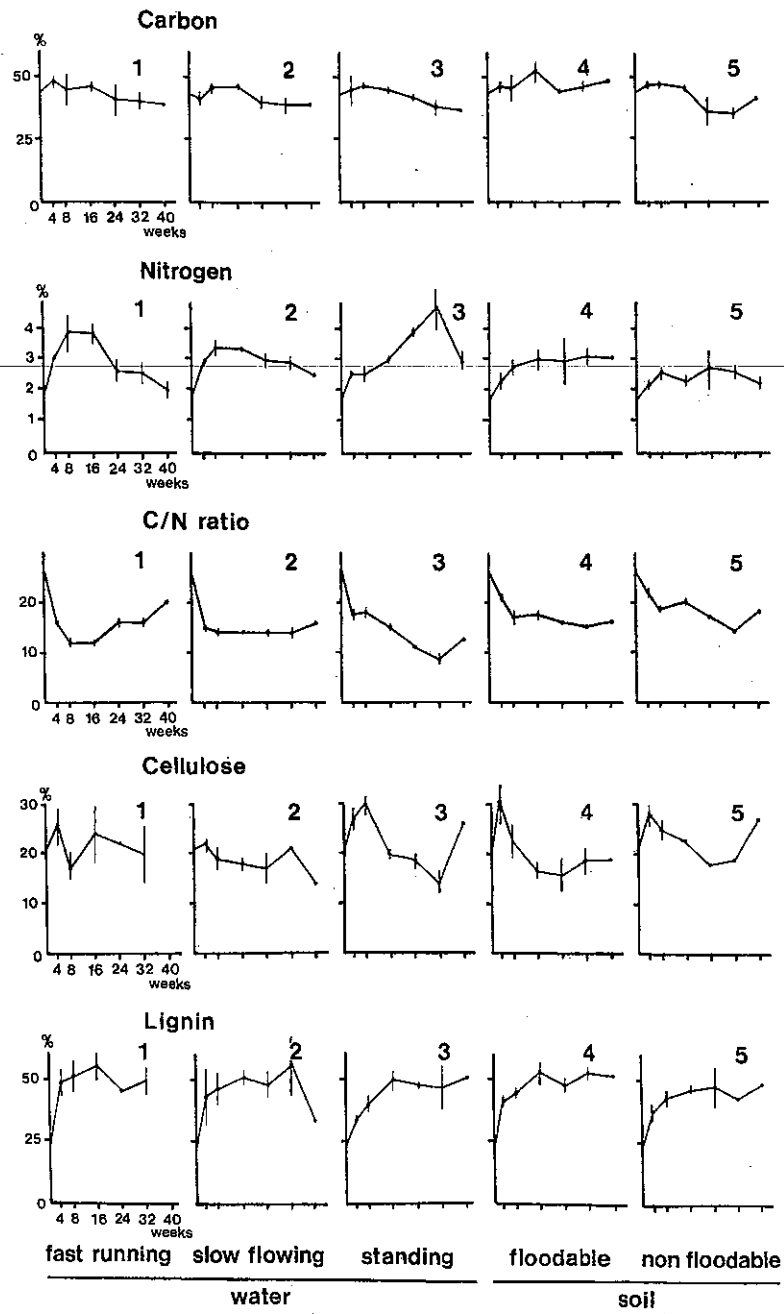 Carbon
%
1 2 3 4 5
50
25
0
4 8 16 24 32 40
weeks
Nitrogen
%
1 2 3 4 5
4
3
2
1
0
4 8 16 24 32 40
weeks
C/N ratio
1 2 3 4 5
20
10
0
4 8 16 24 32 40
weeks
Cellulose
%
30
1 2 3 4 5
20
10
0
4 8 16 24 32 40
weeks
Lignin
%
1 2 3 4 5
50
25
0
4 8 16 24 32 40
weeks
fast running slow flowing standing floodable non floodable
water soil